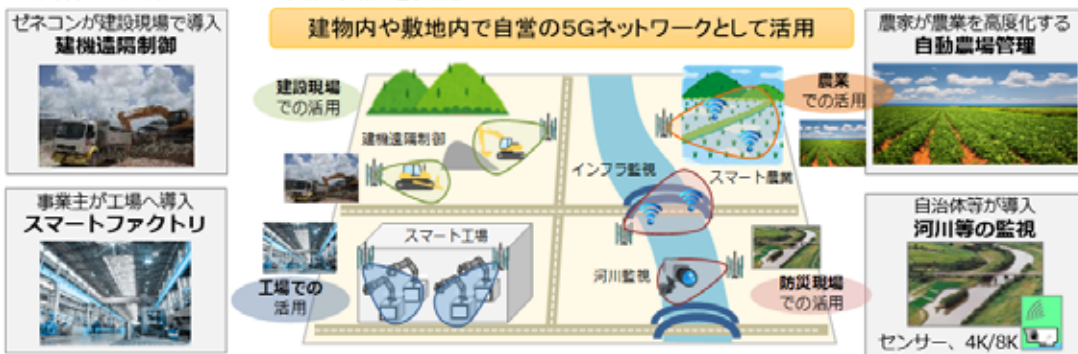 ゼネコンが建設現場で導入
建機遠隔制御
建物内や敷地内で自営の5Gネットワークとして活用
農家が農業を高度化する
自動農場管理
建設現場
での活用
農業
での活用
建機遠隔制御
インフラ監視
スマート農業
事業主が工場へ導入
スマートファクトリ
スマート工場
工場での
活用
河川監視
防災現場
での活用
自治体等が導入
河川等の監視
センサー、4K/8K